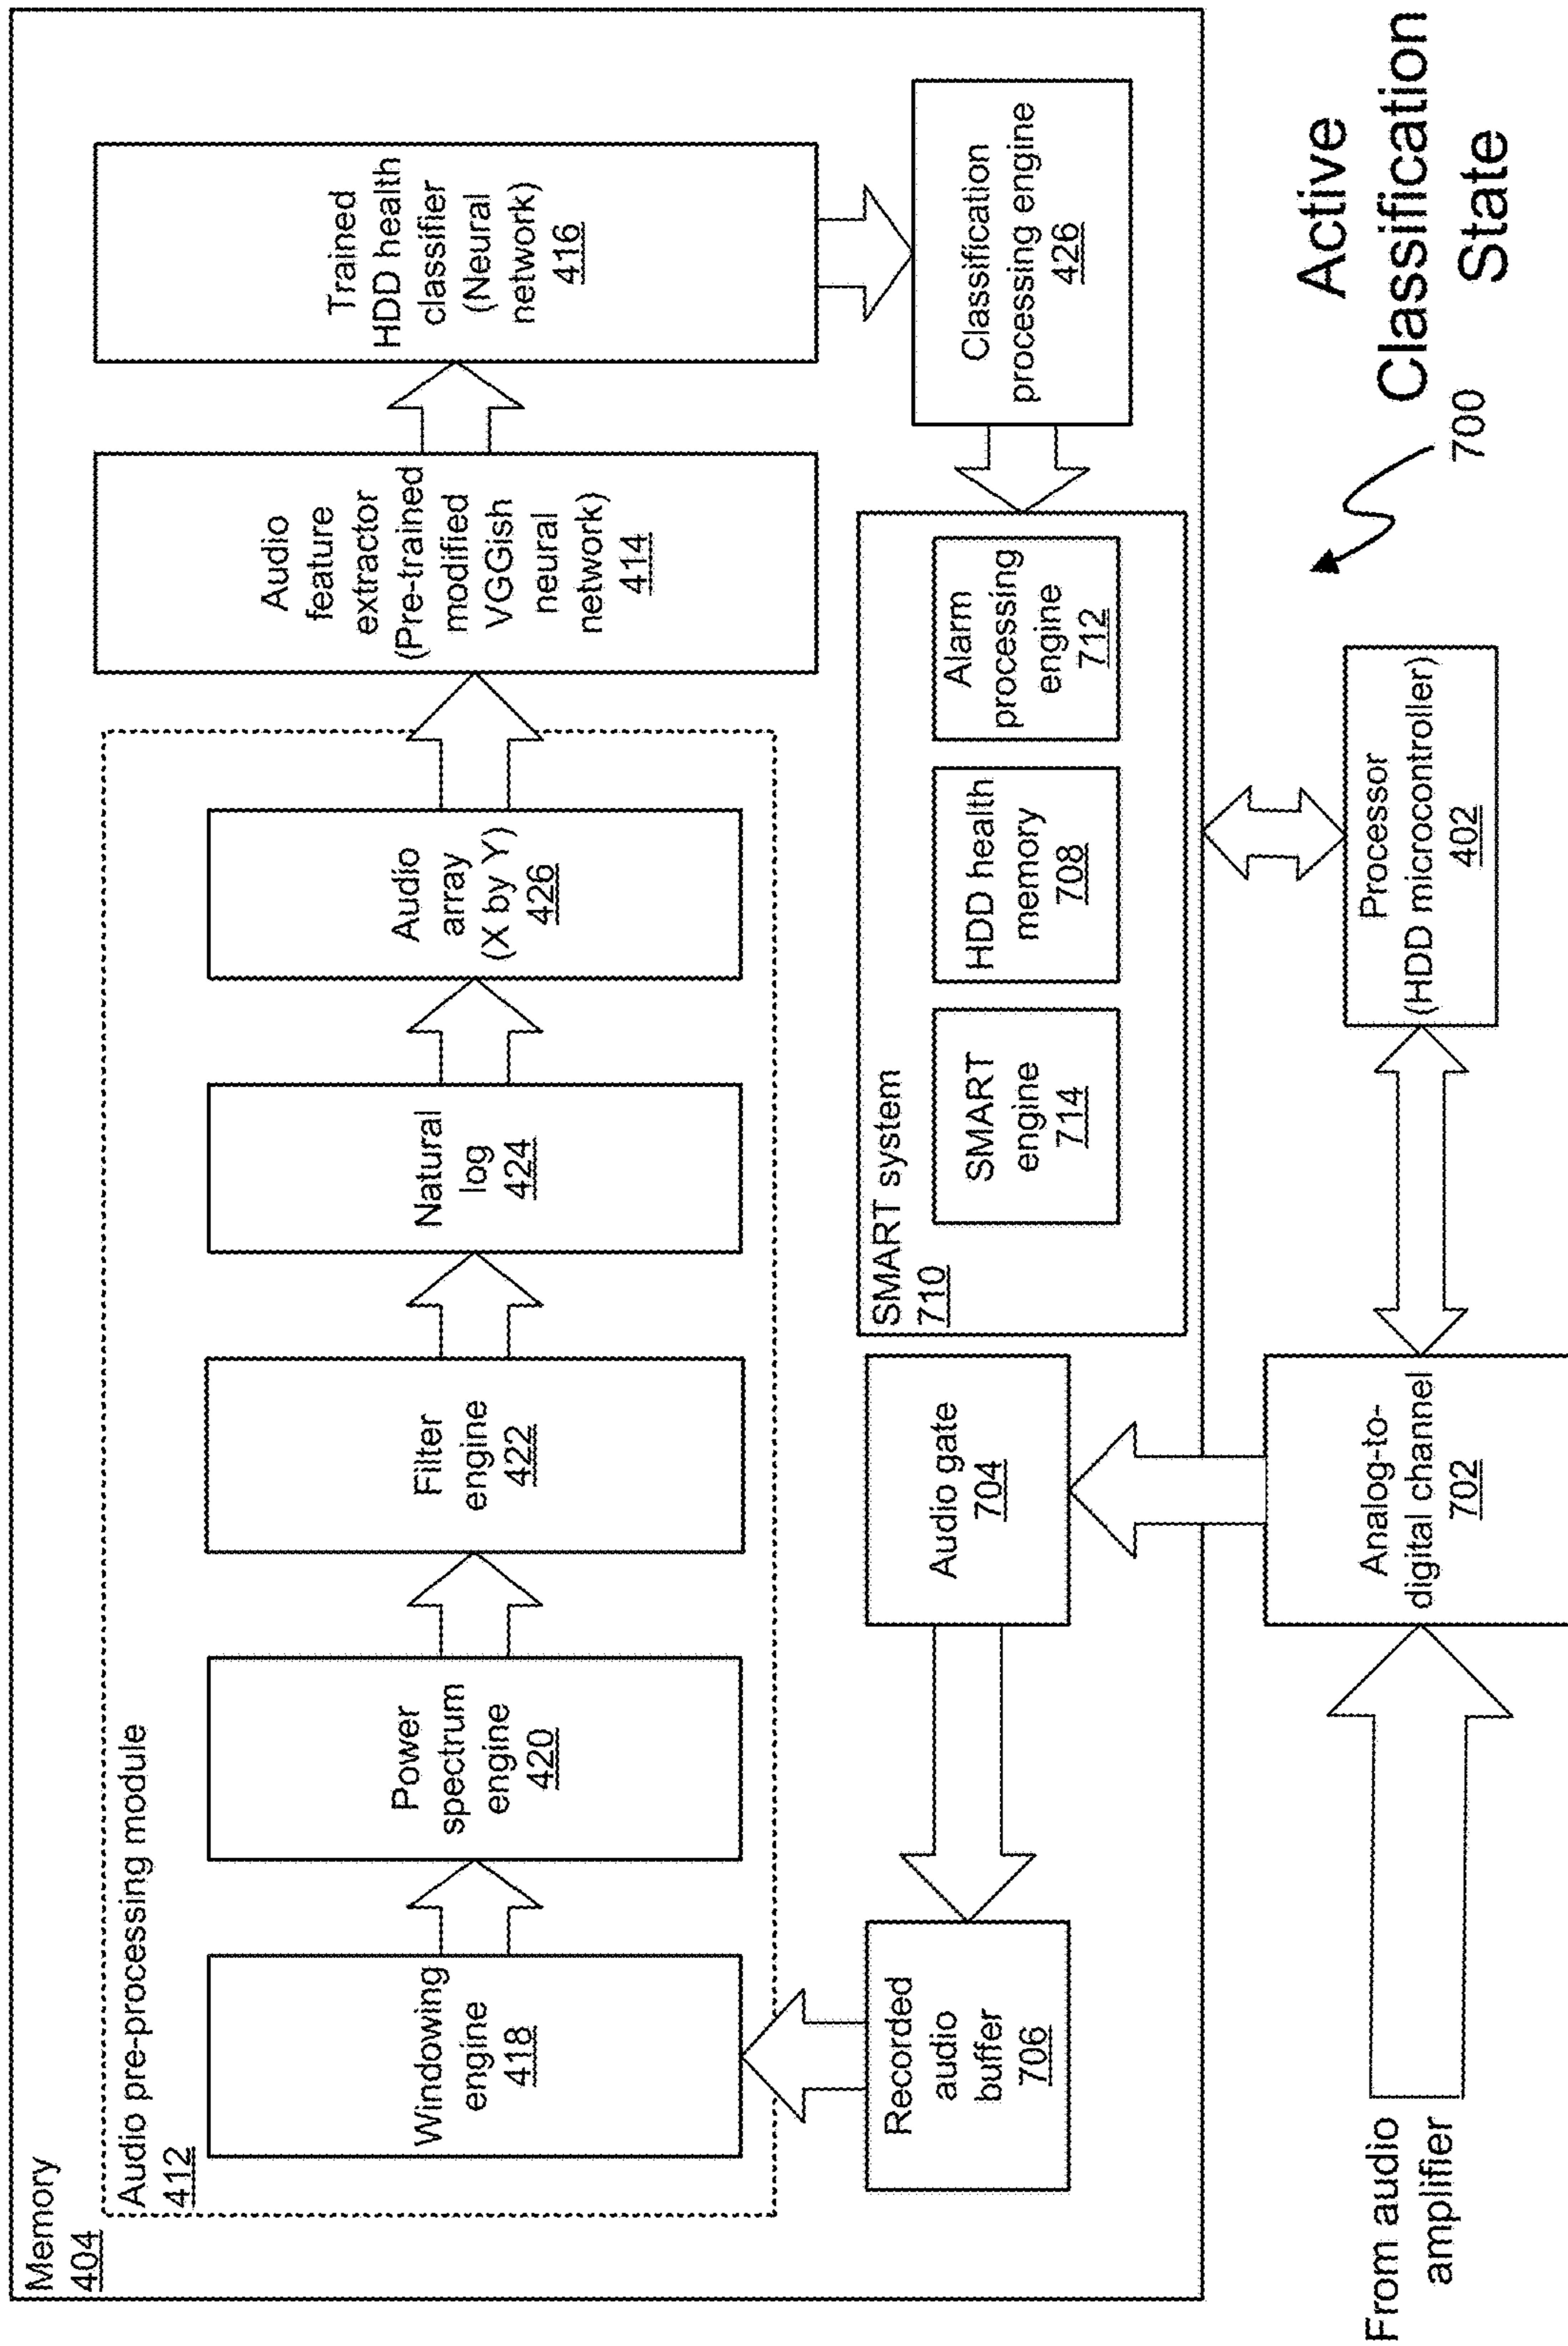 Memory
404
Audio pre-processing module
412
Windowing
engine
418
Power
spectrum
engine
420
Filter
engine
422
Natural
log
424
Audio
array
(X by Y)
426
Audio
feature
extractor
(Pre-trained
modified
VGGish
neural
network)
414
Trained
HDD health
classifier
(Neural
network)
416
Recorded
audio
buffer
706
Audio gate
704
SMART system
710
SMART
engine
714
HDD health
memory
708
Alarm
processing
engine
712
Classification
processing engine
426
From audio
amplifier
Analog-to-
digital channel
702
Processor
(HDD microcontroller)
402
700
Active
Classification
State